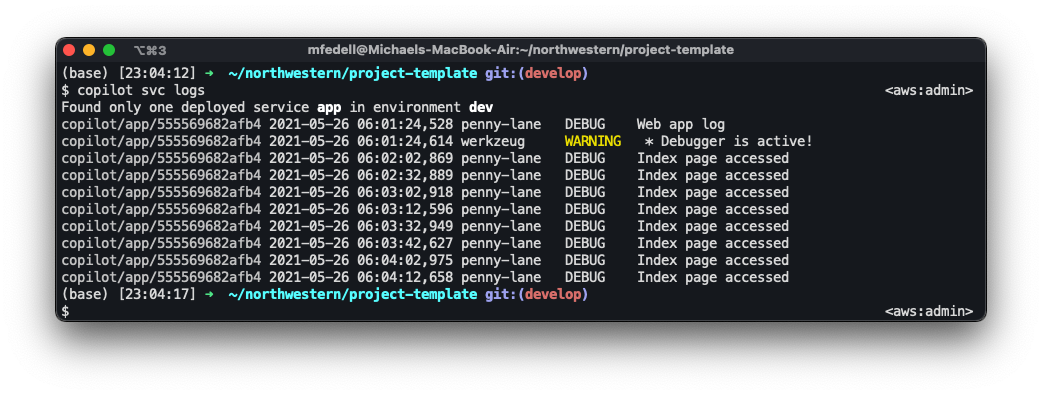 ⌥⌘3 mfedell@Michaels-MacBook-Air:~/northwestern/project-template
(base) [23:04:12] ➜ ~/northwestern/project-template git:(develop)
$ copilot svc logs <aws:admin>
Found only one deployed service app in environment dev
copilot/app/555569682afb4 2021-05-26 06:01:24,528 penny-lane DEBUG Web app log
copilot/app/555569682afb4 2021-05-26 06:01:24,614 werkzeug WARNING * Debugger is active!
copilot/app/555569682afb4 2021-05-26 06:02:02,869 penny-lane DEBUG Index page accessed
copilot/app/555569682afb4 2021-05-26 06:02:32,889 penny-lane DEBUG Index page accessed
copilot/app/555569682afb4 2021-05-26 06:03:02,918 penny-lane DEBUG Index page accessed
copilot/app/555569682afb4 2021-05-26 06:03:12,596 penny-lane DEBUG Index page accessed
copilot/app/555569682afb4 2021-05-26 06:03:32,949 penny-lane DEBUG Index page accessed
copilot/app/555569682afb4 2021-05-26 06:03:42,627 penny-lane DEBUG Index page accessed
copilot/app/555569682afb4 2021-05-26 06:04:02,975 penny-lane DEBUG Index page accessed
copilot/app/555569682afb4 2021-05-26 06:04:12,658 penny-lane DEBUG Index page accessed
(base) [23:04:17] ➜ ~/northwestern/project-template git:(develop)
$ <aws:admin>